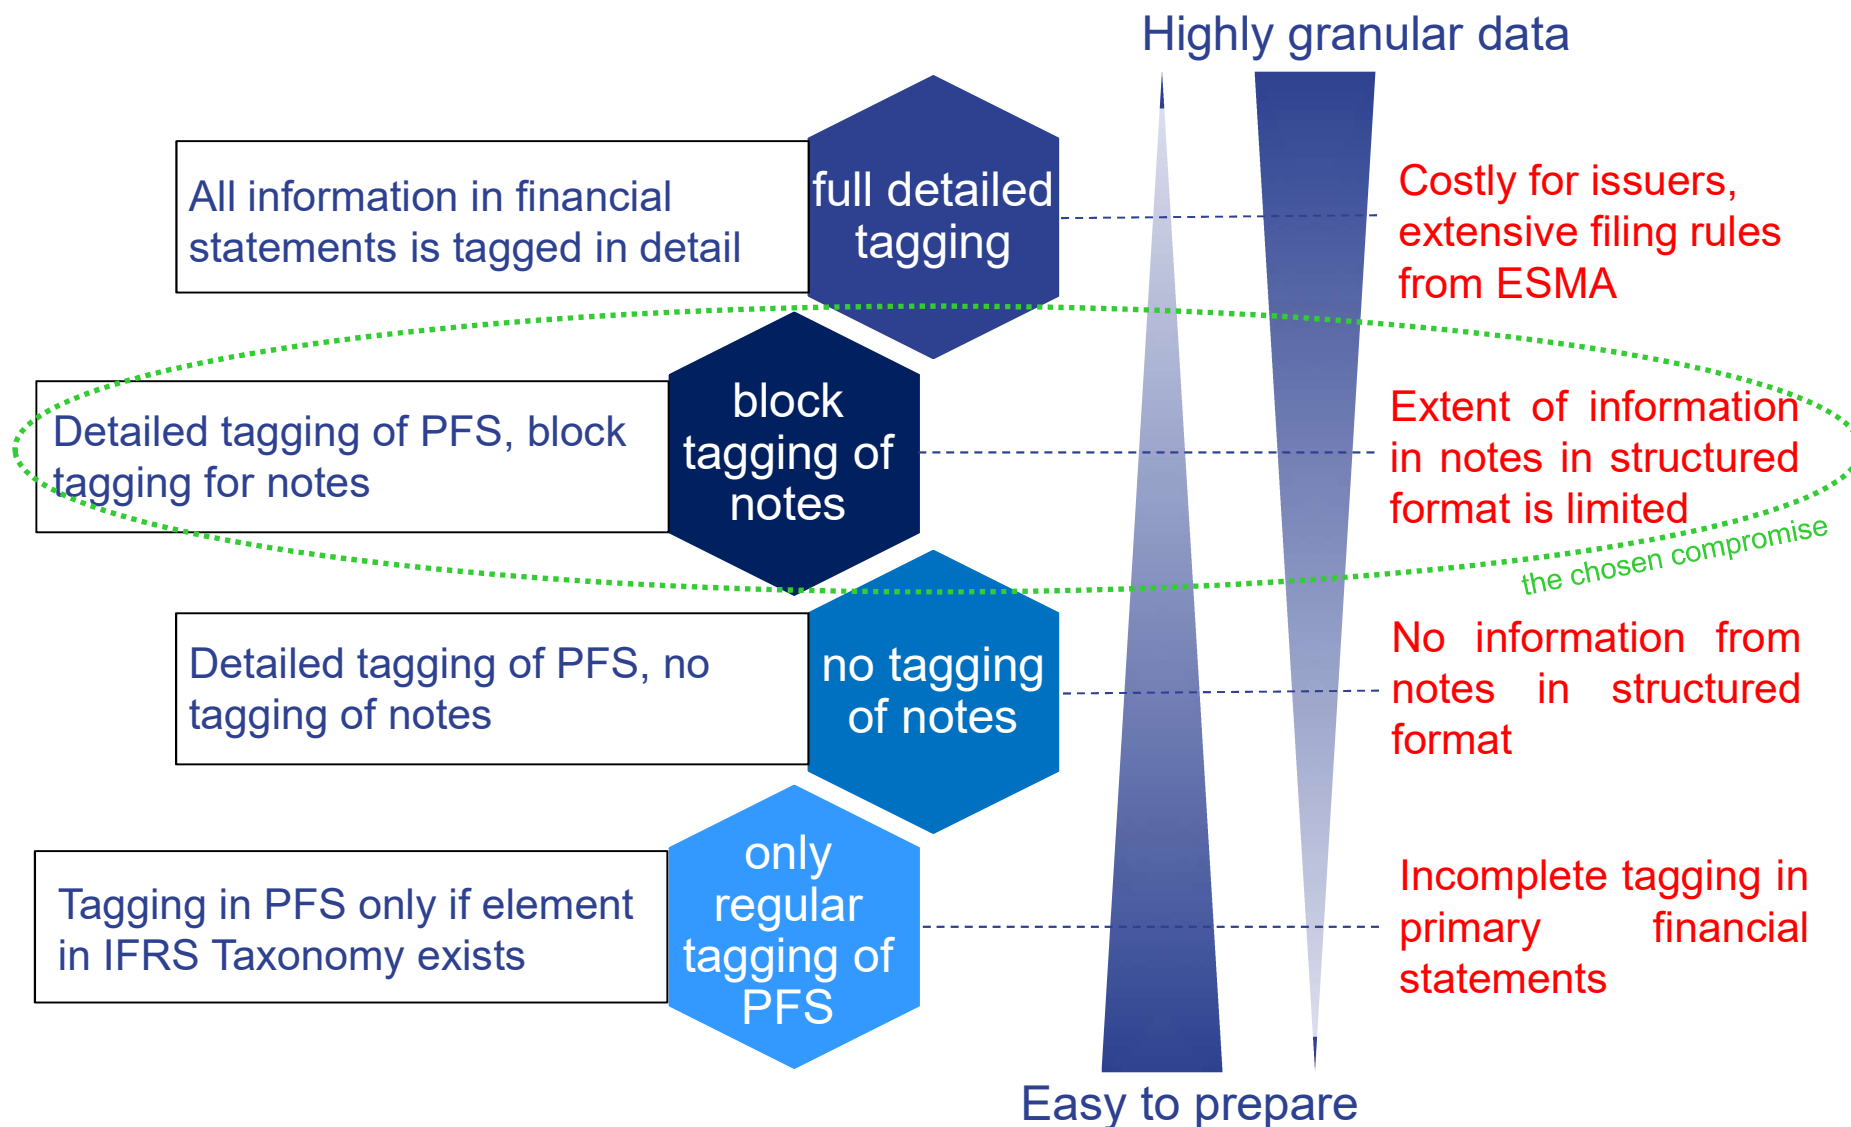 Highly granular data
All information in financial
statements is tagged in detail
full detailed
tagging
Costly for issuers,
extensive filing rules
from ESMA
Detailed tagging of PFS, block
tagging for notes
block
tagging of
notes
Extent of information
in notes in structured
format is limited
the chosen compromise
Detailed tagging of PFS, no
tagging of notes
no tagging
of notes
No information from
notes in structured
format
Tagging in PFS only if element
in IFRS Taxonomy exists
only
regular
tagging of
PFS
Incomplete tagging in
primary financial
statements
Easy to prepare